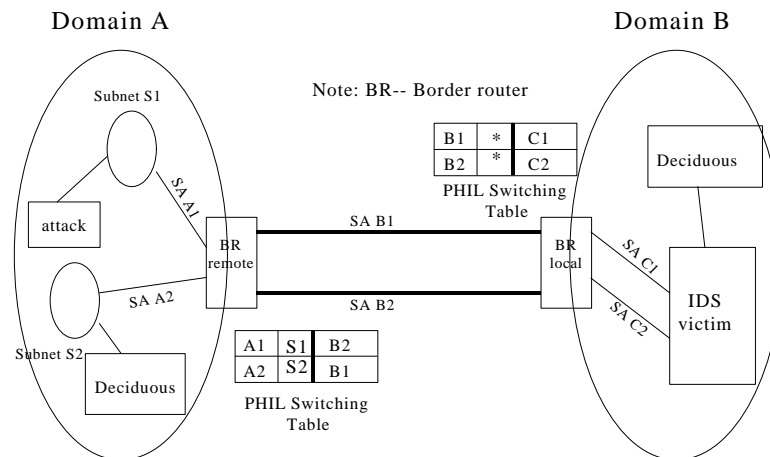 Domain A
Domain B
Subnet S1
Note: BR-- Border router
B1 * C1
B2 * C2
PHIL Switching
Table
Deciduous
attack
SA A1
BR
remote
SA B1
BR
local
SA C1
IDS
victim
SA A2
SA B2
SA C2
Subnet S2
Deciduous
A1 S1 B2
A2 S2 B1
PHIL Switching
Table